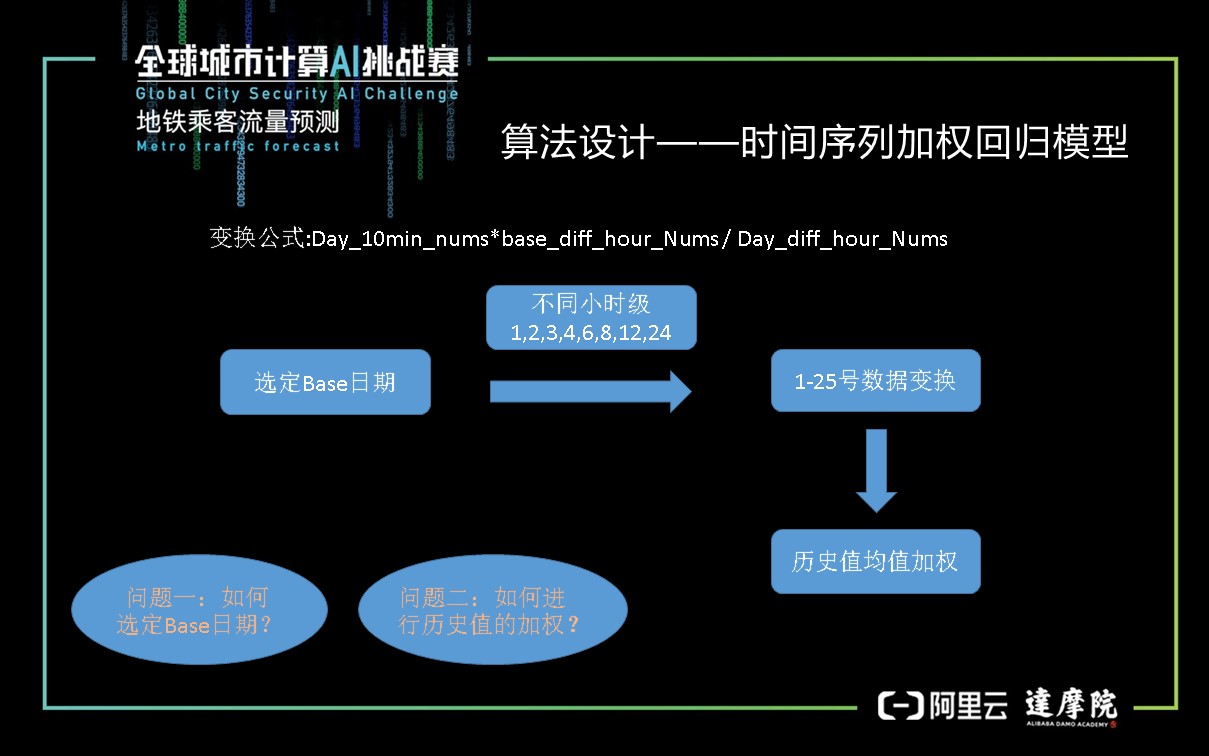 全球城市计算AI挑战赛
Global City Security AI Challenge
地铁乘客流量预测
Metro traffic forecast
算法设计——时间序列加权回归模型
变换公式:Day_10min_nums*base_diff_hour_Nums/ Day_diff_hour_Nums
不同小时级
1,2,3,4,6,8,12,24
选定Base日期
1-25号数据变换
历史值均值加权
问题一：如何
选定Base日期？
问题二：如何进
行历史值的加权？
阿里云
達摩院
ALIBABA DAMO ACADEMY